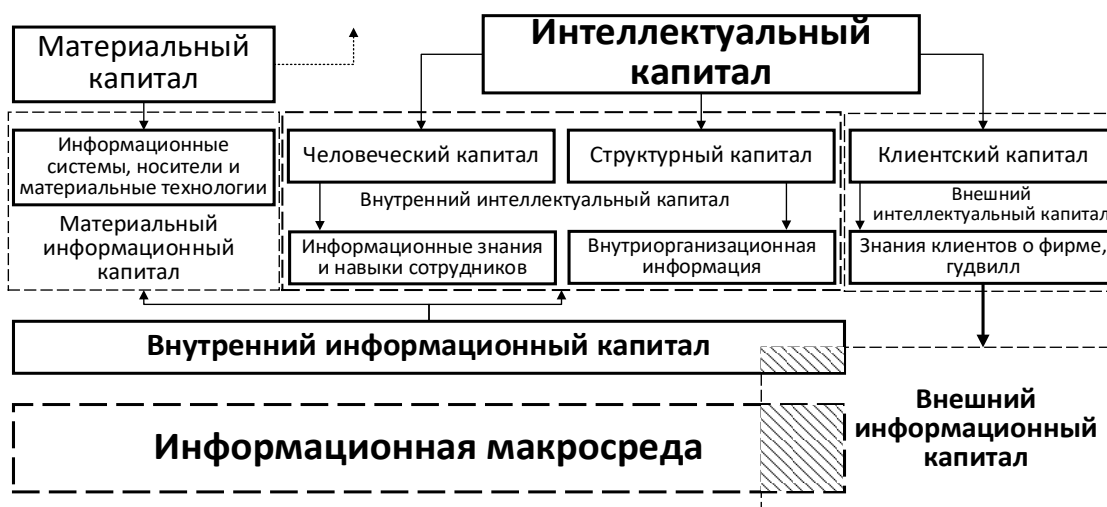 Материальный
капитал
Интеллектуальный
капитал
Информационные
системы, носители и
материальные технологии
Человеческий капитал
Структурный капитал
Клиентский капитал
Материальный
информационный
капитал
Внутренний интеллектуальный капитал
Внешний
интеллектуальный капитал
Информационные знания
и навыки сотрудников
Внутриорганизационная
информация
Знания клиентов о фирме,
гудвилл
Внутренний информационный капитал
Информационная макросреда
Внешний
информационный
капитал